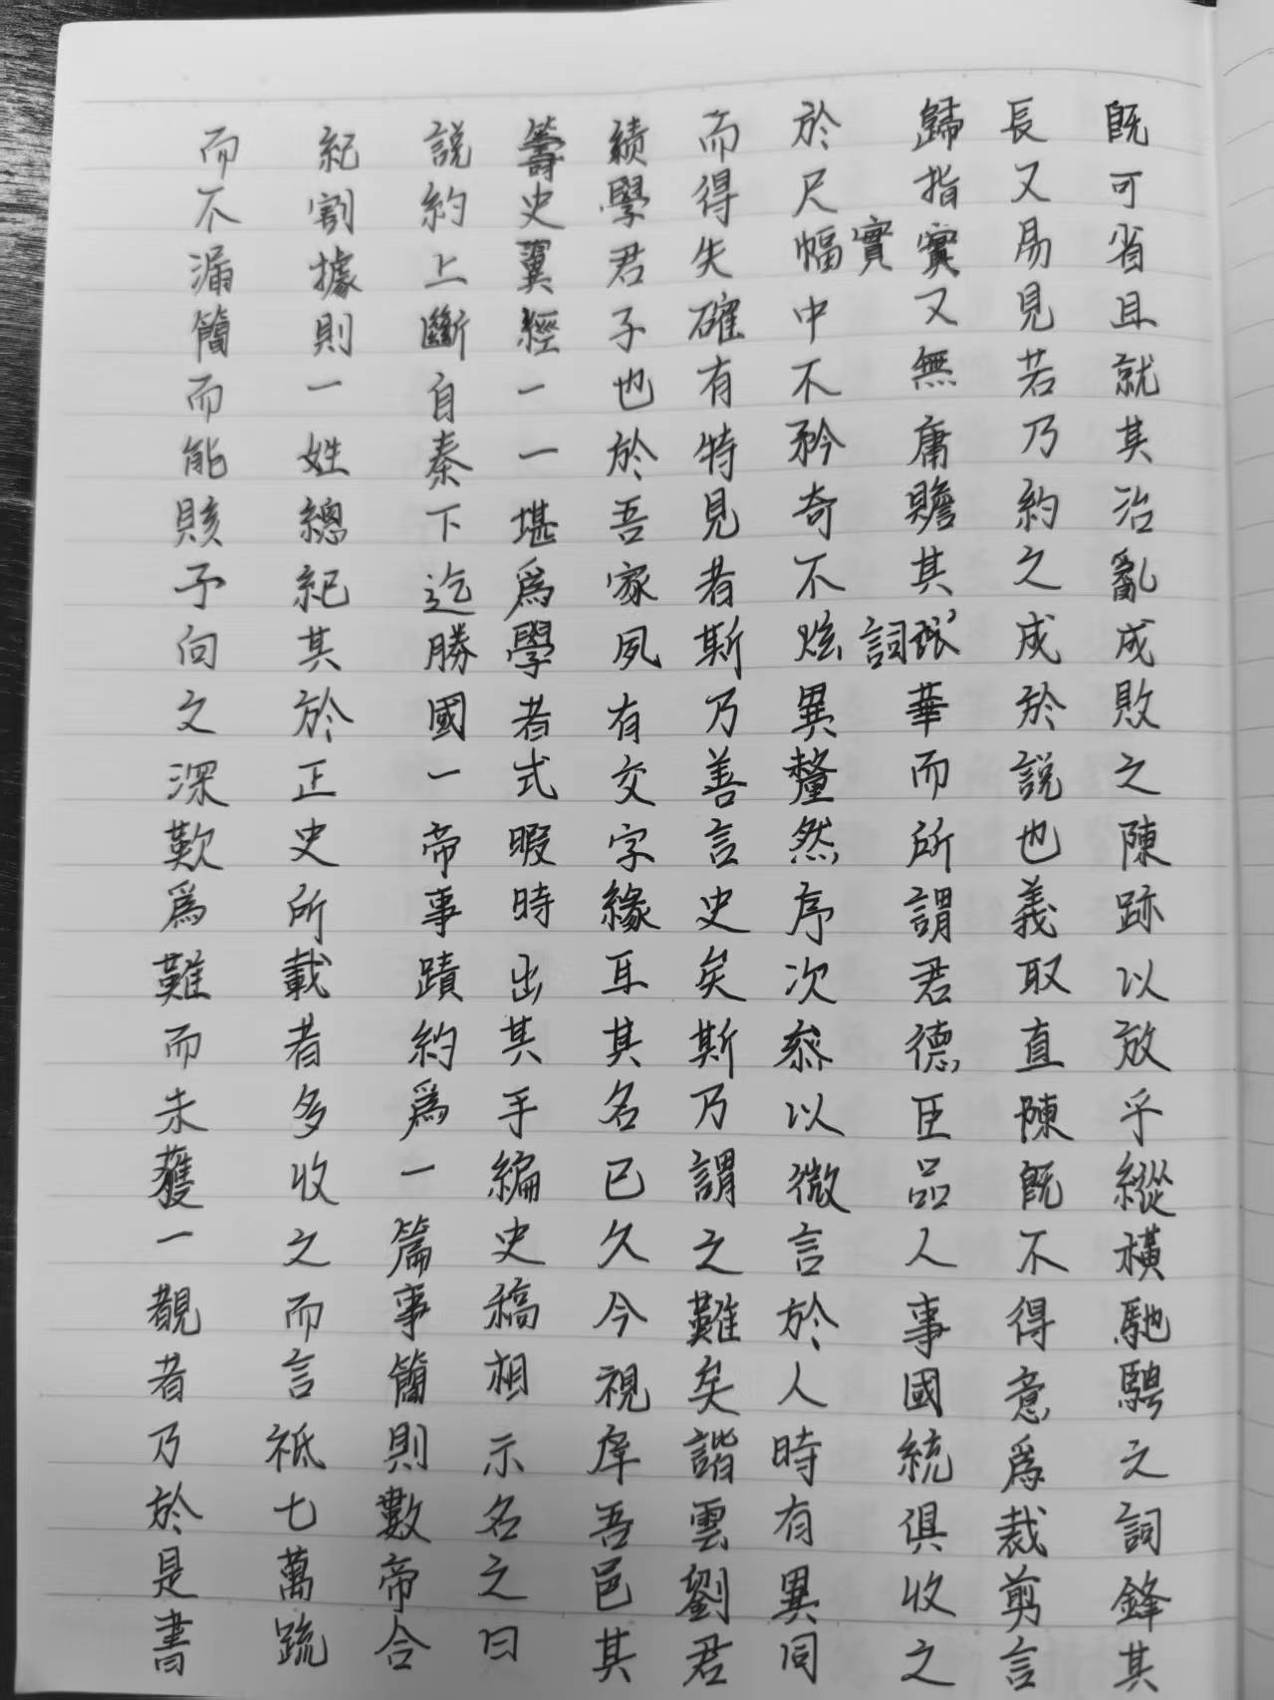 既可省且就其治亂成敗之陳跡以放乎縱橫馳騁之詞鋒其
長又易見若乃約之成於說也義取直陳既不得意爲裁剪言
歸指實又無庸贍其詞華而所謂君德臣品人事國統俱收之
於尺幅中不矜奇不炫異釐然序次叅以微言於人時有異同
而得失確有特見者斯乃善言史矣斯乃謂之難矣諧雲劉君
績學君子也於吾家夙有交字緣耳其名已久今視庠吾邑其
籌史翼經一一堪爲學者式暇時出其手編史稿相示名之曰
說約上斷自秦下迄勝國一帝事蹟約爲一篇事簡則數帝合
紀割據則一姓總紀其於正史所載者多收之而言祗七萬疏
而不漏簡而能賅予向文深歎爲難而未獲一覩者乃於是書